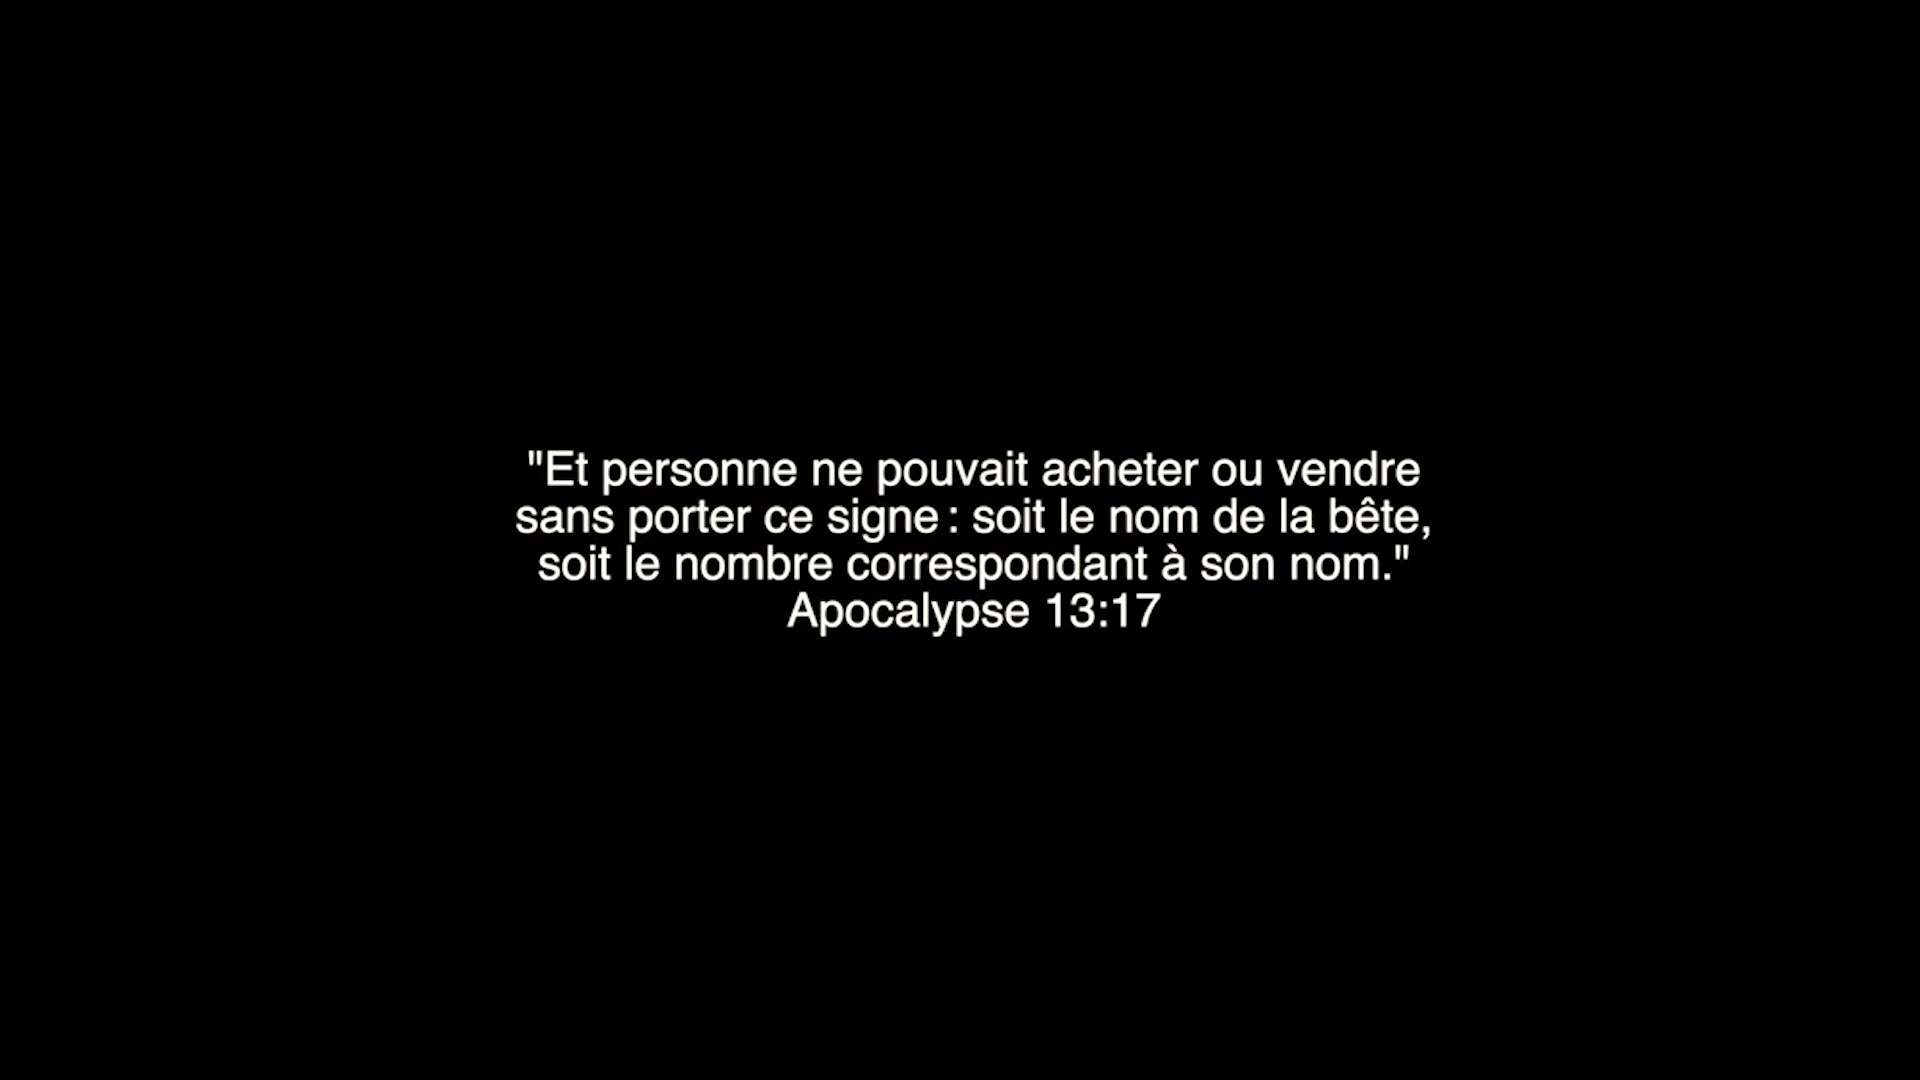 "Et personne ne pouvait acheter ou vendre
sans porter ce signe : soit le nom de la bête,
soit le nombre correspondant à son nom."
Apocalypse 13:17